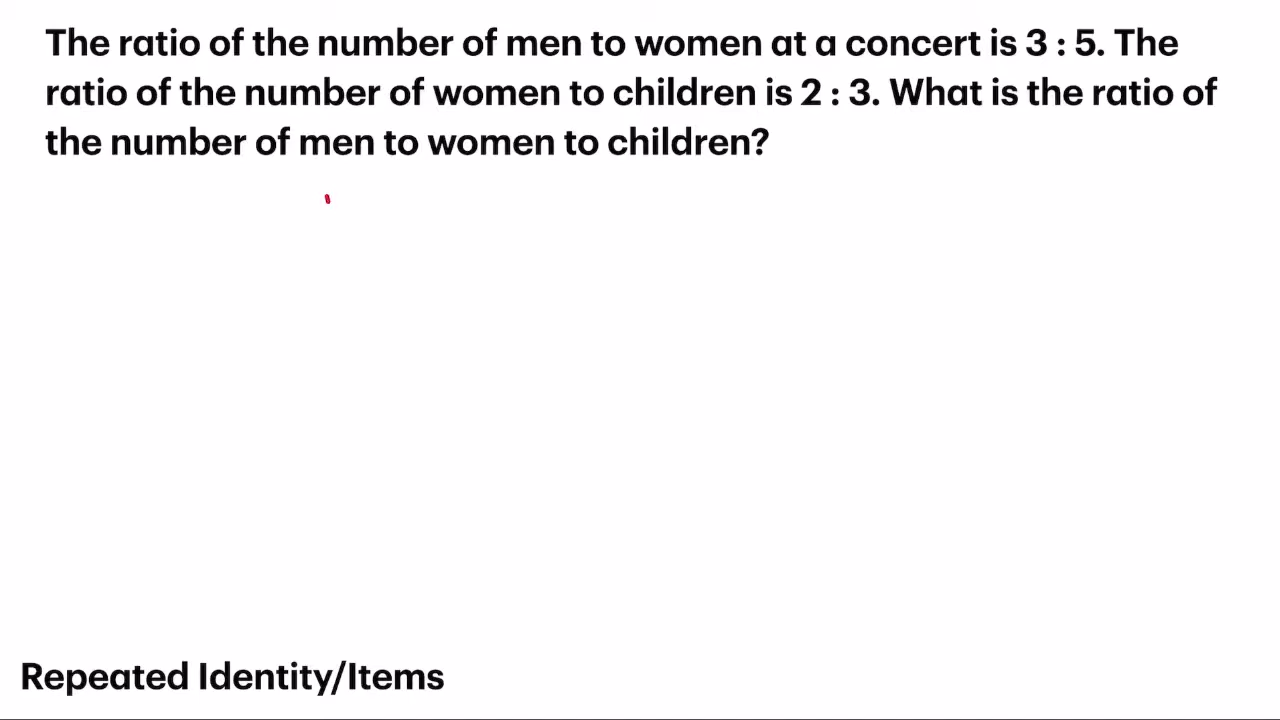 The ratio of the number of men to women at a concert is 3 : 5. The
ratio of the number of women to children is 2 : 3. What is the ratio of
the number of men to women to children?
Repeated Identity/Items